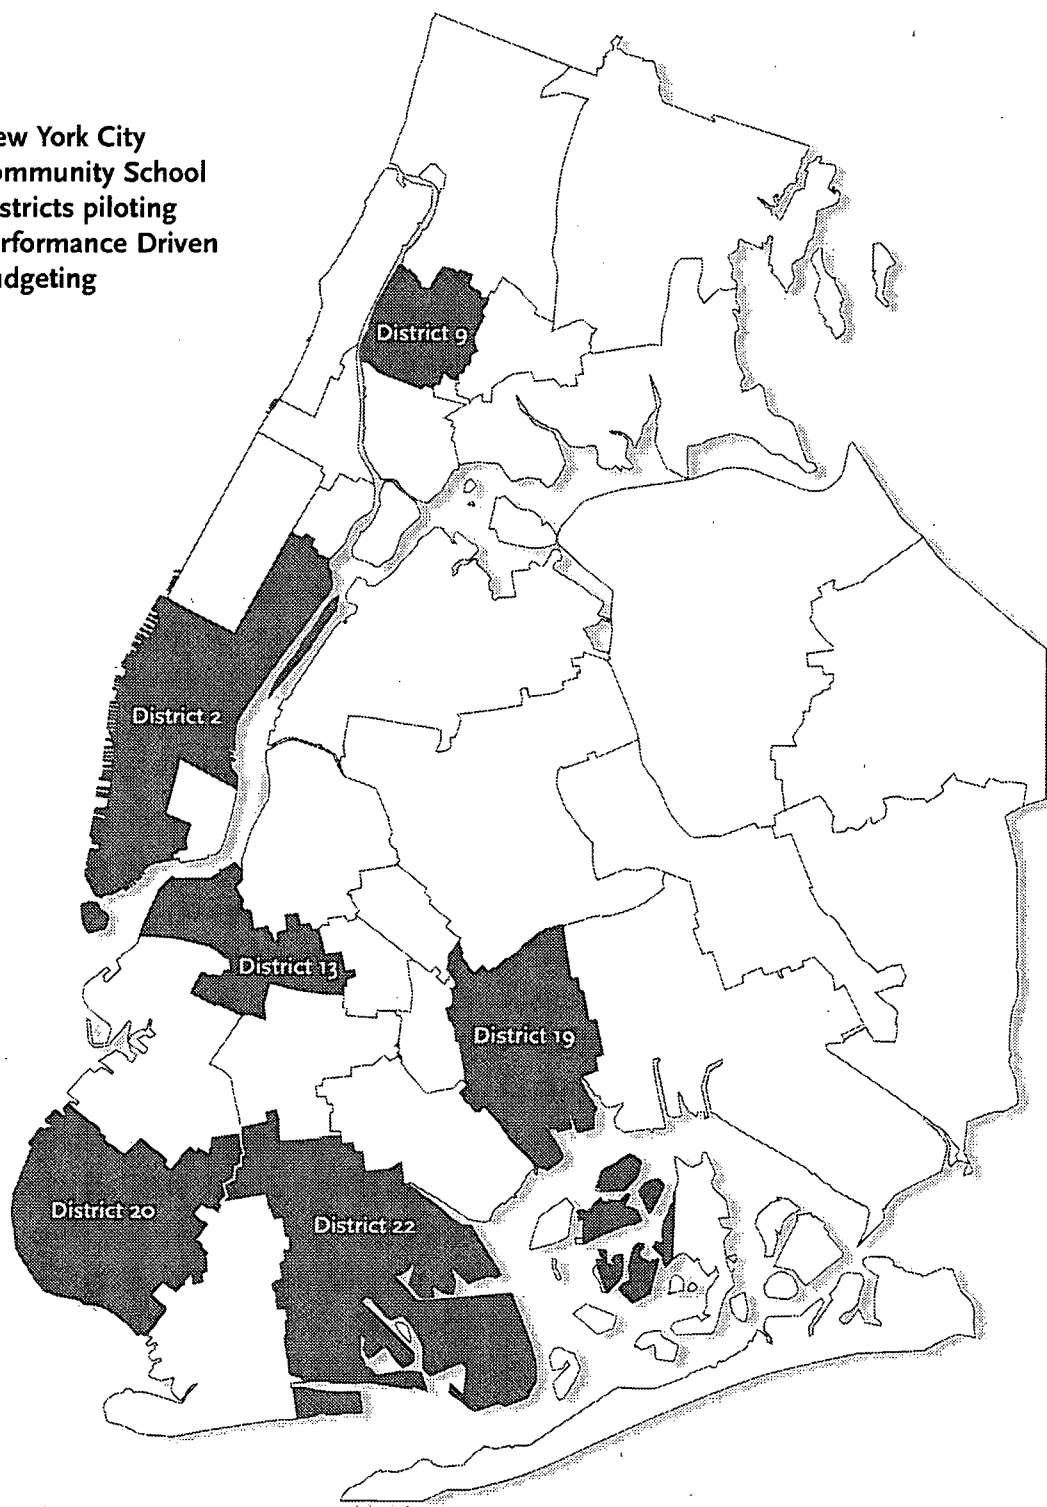 ew York City
ommunity School
stricts piloting
rformance Driven
dgeting
District 9
District 2
District 13
District 19
District 20
District 22